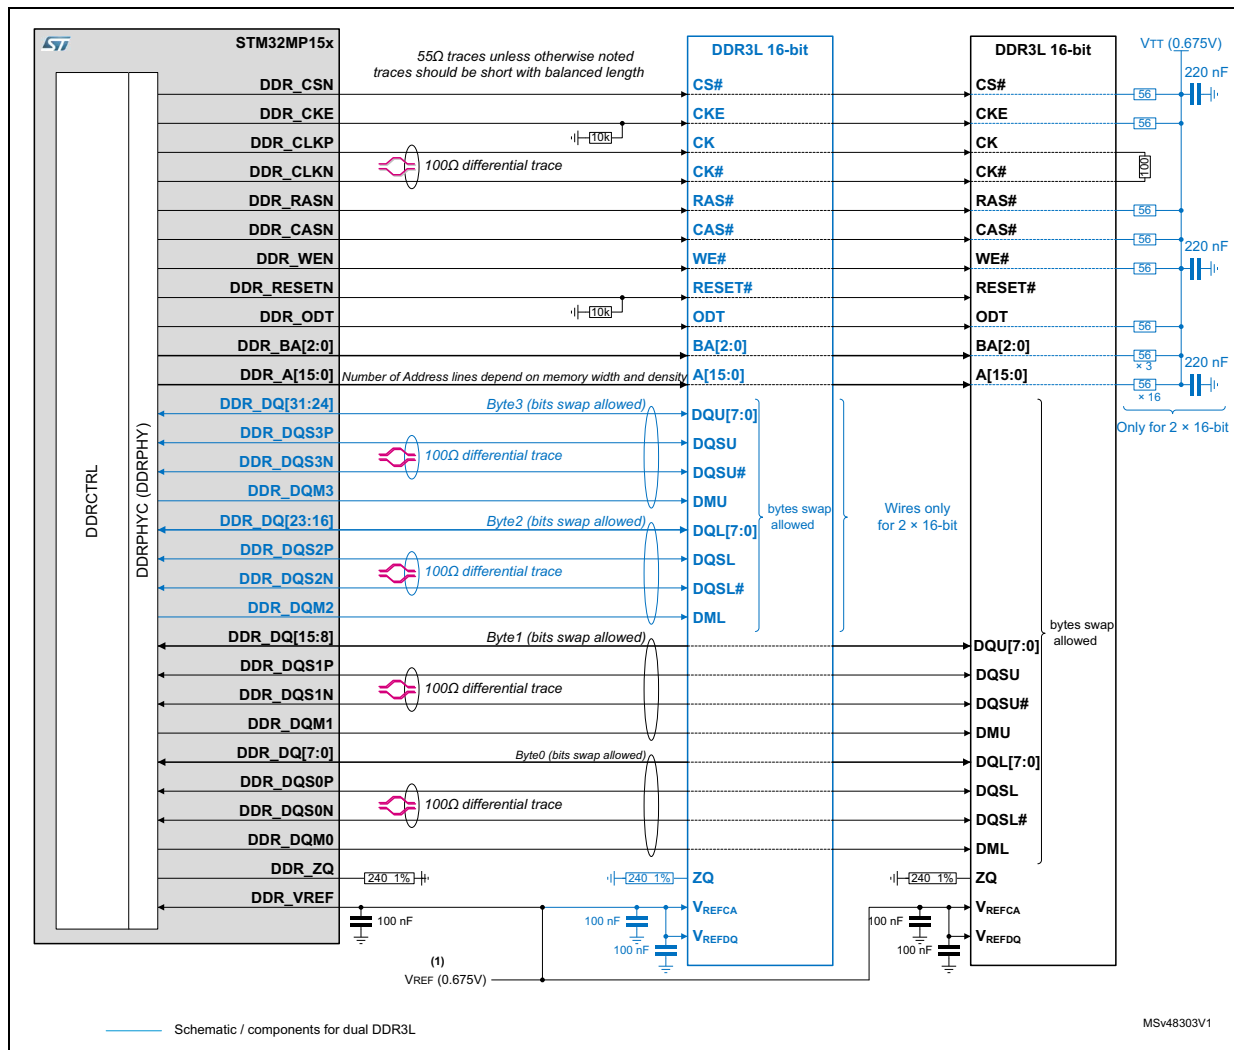 ST
STM32MP15x
55Ω traces unless otherwise noted
traces should be short with balanced length
DDR3L 16-bit
DDR3L 16-bit
VTT (0.675V)
220 nF
DDR_CSN
CS#
CS#
56
DDR_CKE
CKE
CKE
56
10k
DDR_CLKP
CK
CK
100Ω differential trace
100
DDR_CLKN
CK#
CK#
DDR_RASN
RAS#
RAS#
56
DDR_CASN
CAS#
CAS#
56
220 nF
DDR_WEN
WE#
WE#
56
DDR_RESETN
RESET#
RESET#
10k
DDR_ODT
ODT
ODT
56
DDR_BA[2:0]
BA[2:0]
BA[2:0]
56
× 3
220 nF
DDR_A[15:0]
Number of Address lines depend on memory width and density
A[15:0]
A[15:0]
56
× 16
Only for 2 × 16-bit
DDRCTRL
DDRPHYC (DDRPHY)
DDR_DQ[31:24]
Byte3 (bits swap allowed)
DQU[7:0]
DDR_DQS3P
DQSU
100Ω differential trace
DDR_DQS3N
DQSU#
DDR_DQM3
DMU
bytes swap
allowed
Wires only
for 2 × 16-bit
DDR_DQ[23:16]
Byte2 (bits swap allowed)
DQL[7:0]
DDR_DQS2P
DQSL
100Ω differential trace
DDR_DQS2N
DQSL#
DDR_DQM2
DML
bytes swap
allowed
DDR_DQ[15:8]
Byte1 (bits swap allowed)
DQU[7:0]
DDR_DQS1P
DQSU
100Ω differential trace
DDR_DQS1N
DQSU#
DDR_DQM1
DMU
DDR_DQ[7:0]
Byte0 (bits swap allowed)
DQL[7:0]
DDR_DQS0P
DQSL
100Ω differential trace
DDR_DQS0N
DQSL#
DDR_DQM0
DML
DDR_ZQ
240 1%
240 1%
ZQ
240 1%
ZQ
DDR_VREF
100 nF
100 nF
VREFCA
100 nF
VREFCA
100 nF
VREFDQ
100 nF
VREFDQ
(1)
VREF (0.675V)
Schematic / components for dual DDR3L
MSv48303V1